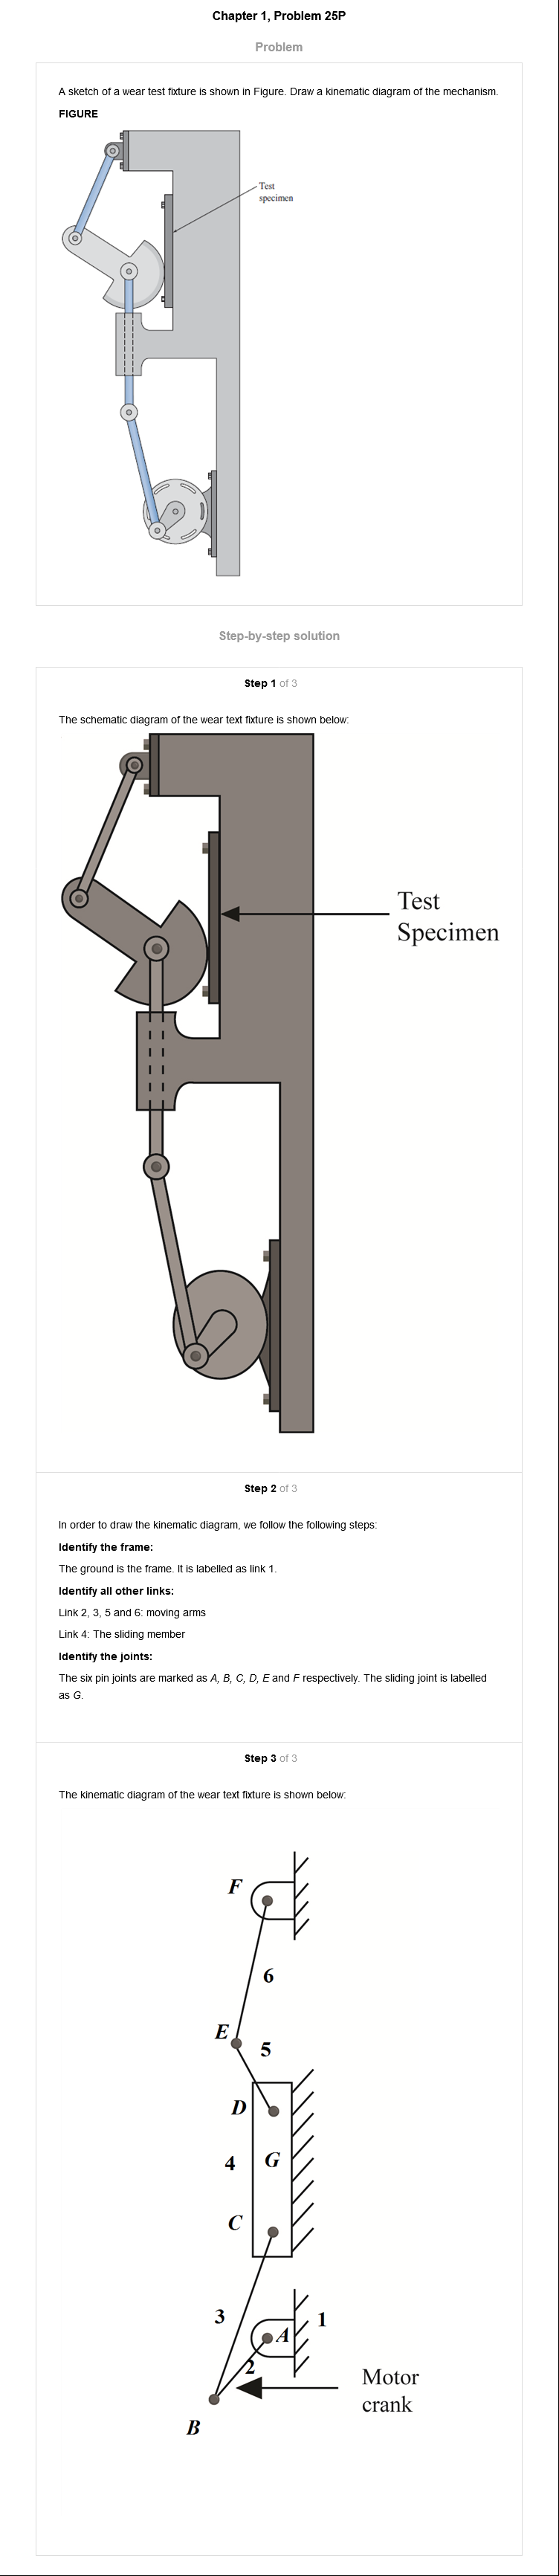 Chapter 1, Problem 25P
Problem
A sketch of a wear test fixture is shown in Figure. Draw a kinematic diagram of the mechanism.
FIGURE
Test
specimen
Step-by-step solution
Step 1 of 3
The schematic diagram of the wear text fixture is shown below:
Test
Specimen
Step 2 of 3
In order to draw the kinematic diagram, we follow the following steps:
Identify the frame:
The ground is the frame. It is labelled as link 1.
Identify all other links:
Link 2, 3, 5 and 6: moving arms
Link 4: The sliding member
Identify the joints:
The six pin joints are marked as A, B, C, D, E and F respectively. The sliding joint is labelled
as G.
Step 3 of 3
The kinematic diagram of the wear text fixture is shown below:
F
6
E
5
D
4
G
C
3
1
A
2
Motor
crank
B